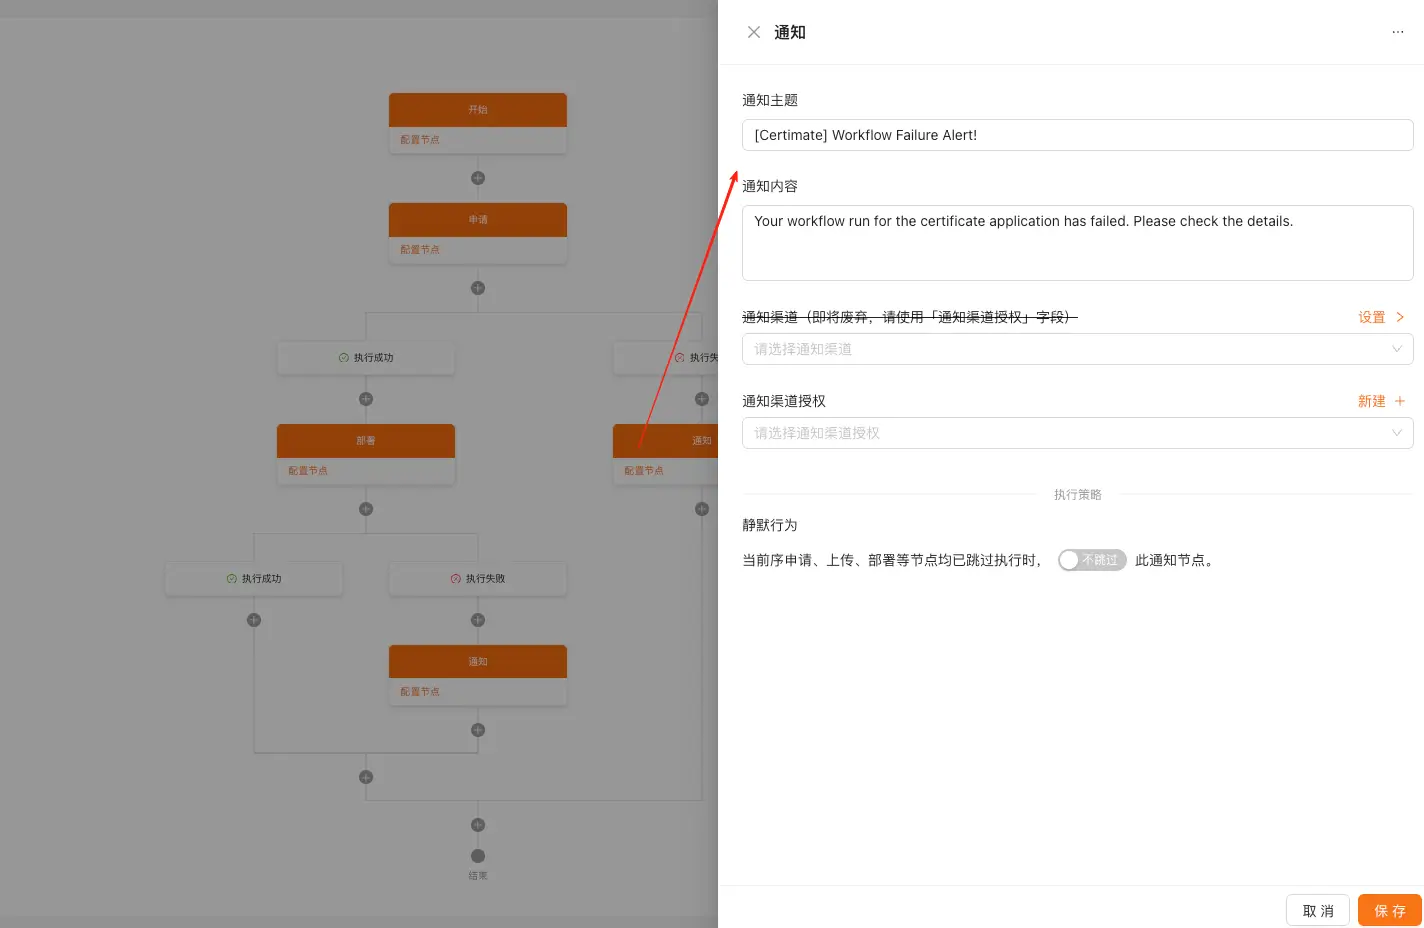 开始
配置节点
申请
配置节点
执行成功
执行失
部署
配置节点
通知
配置节点
执行成功
执行失败
通知
配置节点
结束
通知
...
通知主题
[Certimate] Workflow Failure Alert!
通知内容
Your workflow run for the certificate application has failed. Please check the details.
通知渠道（即将废弃，请使用「通知渠道授权」字段）
设置
请选择通知渠道
通知渠道授权
新建
请选择通知渠道授权
执行策略
静默行为
当前序申请、上传、部署等节点均已跳过执行时， 不跳过 此通知节点。
取 消
保 存